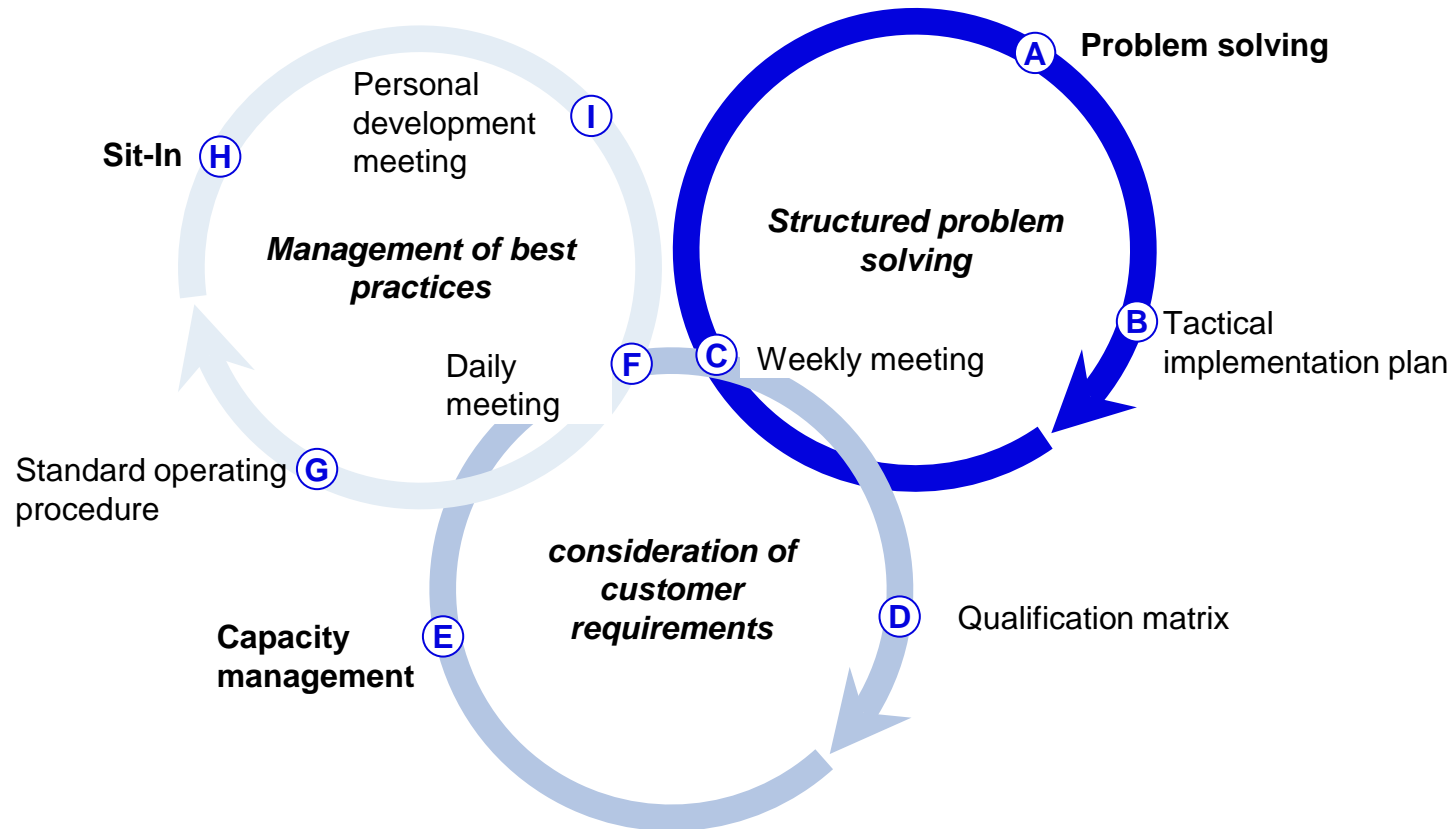 A
Problem solving
Personal
development
meeting
I
Sit-In
H
Structured problem
solving
Management of best
practices
B
Tactical
implementation plan
C
Weekly meeting
F
Daily
meeting
G
Standard operating
procedure
consideration of
customer
requirements
D
Qualification matrix
E
Capacity
management